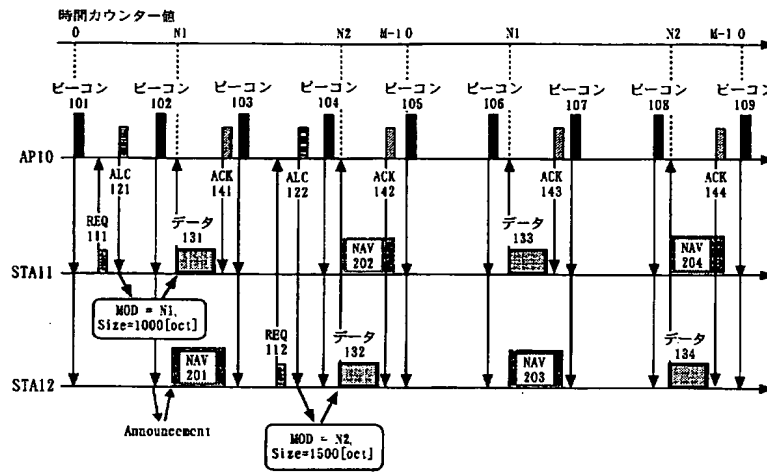 時間カウンター値
0 N1 N2 M-1 0 N1 N2 M-1 0
ビーコン 101
ビーコン 102
ビーコン 103
ビーコン 104
ビーコン 105
ビーコン 106
ビーコン 107
ビーコン 108
ビーコン 109
AP10
ALC 121
ACK 141
ALC 122
ACK 142
ACK 143
ACK 144
REQ 111
データ 131
NAV 202
データ 133
NAV 204
STA11
MOD = N1,
Size=1000[oct]
NAV 201
REQ 112
データ 132
NAV 203
データ 134
STA12
Announcement
MOD = N2,
Size=1500[oct]